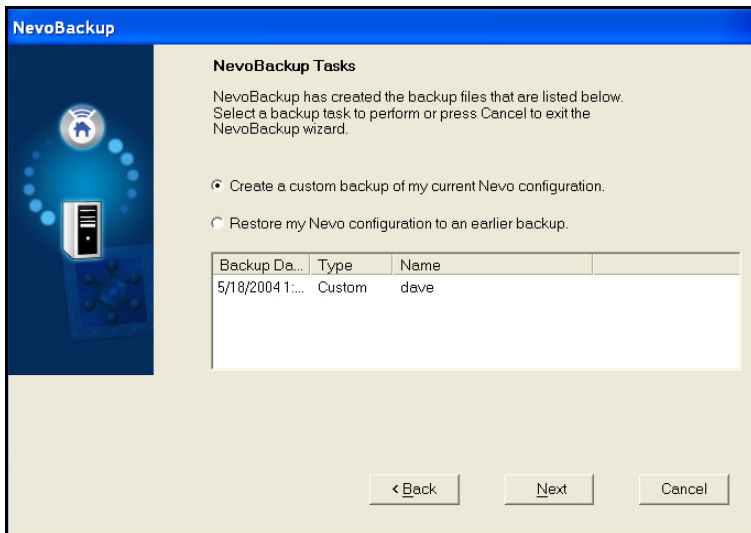 NevoBackup
NevoBackup Tasks
NevoBackup has created the backup files that are listed below.
Select a backup task to perform or press Cancel to exit the
NevoBackup wizard.
Create a custom backup of my current Nevo configuration.
Restore my Nevo configuration to an earlier backup.
Backup Da... Type Name
5/18/2004 1:... Custom dave
< Back Next Cancel